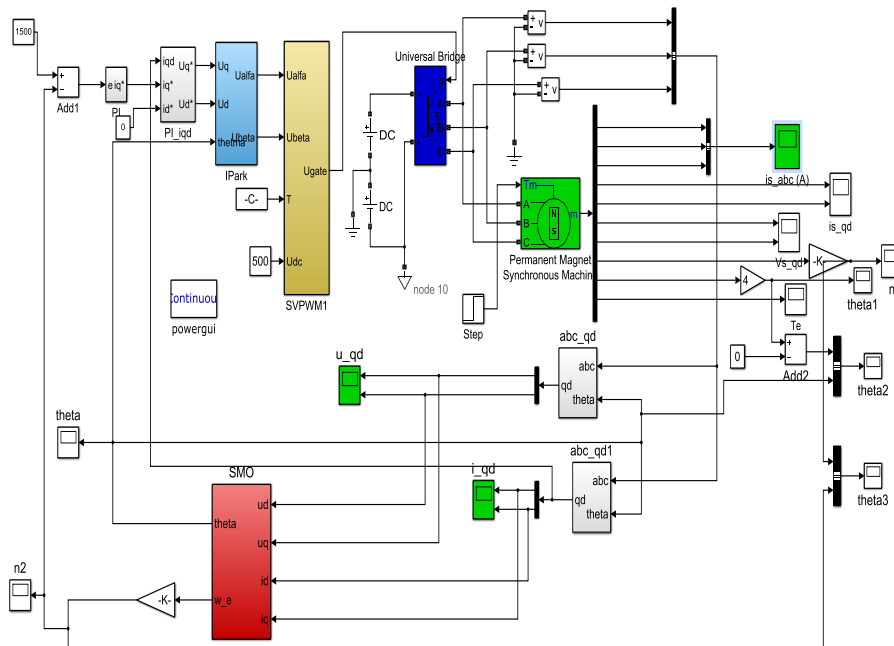 1500
Add1
e iq*
PI
0
iqd
iq*
id*
Uq*
Ud*
PI_iqd
Uq
Ud
thetma
Ualfa
Ubeta
IPark
-C-
500
Ualfa
Ubeta
T
Udc
Ugate
SVPWM1
DC
DC
Universal Bridge
g
A
B
C
+
-
v
+
-
v
+
-
v
node 10
Continuou
powergui
Step
Tm
A
B
C
N
S
m
Permanent Magnet
Synchronous Machin
is_abc (A)
is_qd
Vs_qd
-K-
n
4
theta1
Te
0
+
-
Add2
theta2
theta3
abc_qd
abc
theta
qd
u_qd
theta
abc_qd1
abc
theta
qd
i_qd
SMO
theta
w_e
ud
uq
id
iq
-K-
n2